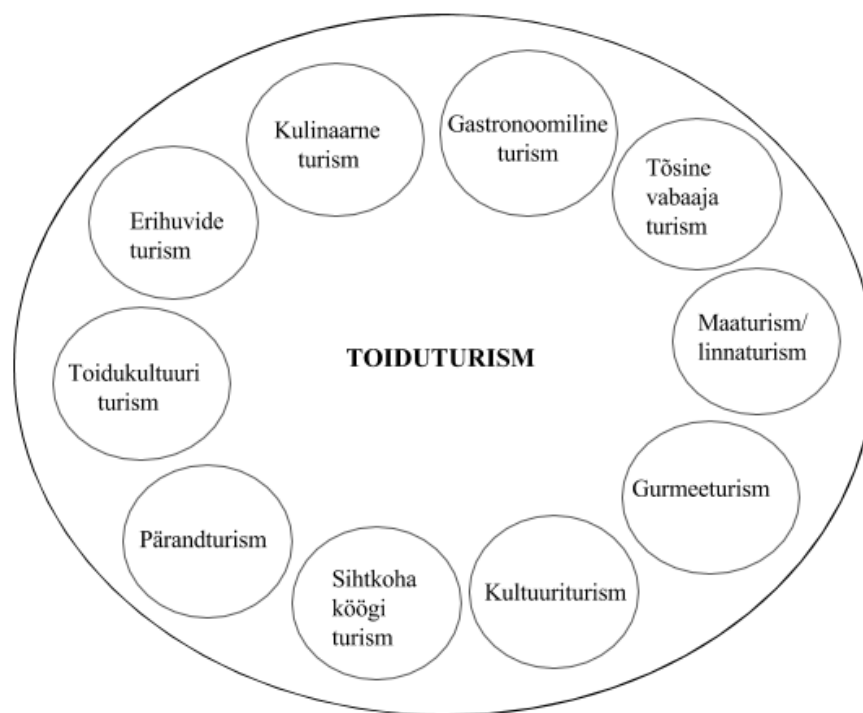 Kulinaarne
turism
Gastronoomiline
turism
Tõsine
vabaaja
turism
Erihuvide
turism
Maaturism/
linnaturism
TOIDUTURISM
Toidukultuuri
turism
Gurmeeturism
Pärandturism
Sihtkoha
köögi
turism
Kultuuriturism